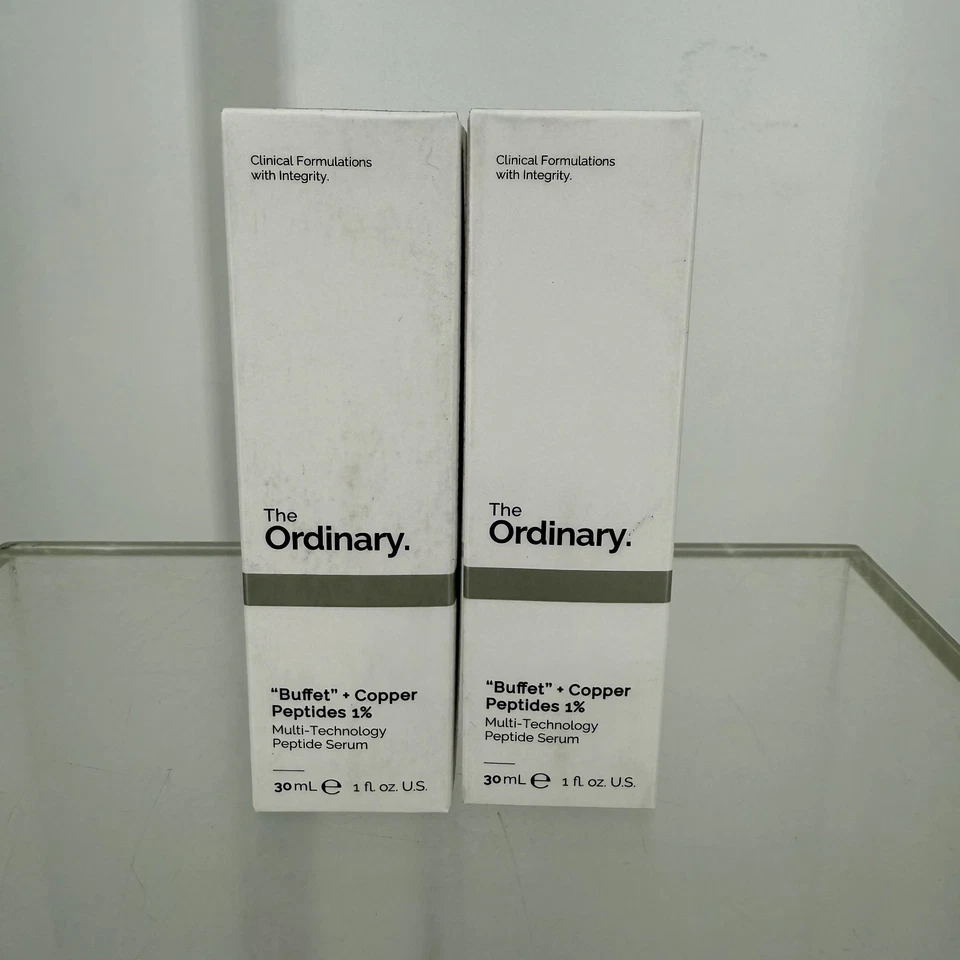 Clinical Formulations
with Integrity.
The
Ordinary.
“Buffet” + Copper
Peptides 1%
Multi-Technology
Peptide Serum
30 mL ℮ 1 fl. oz. U.S.
Clinical Formulations
with Integrity.
The
Ordinary.
“Buffet” + Copper
Peptides 1%
Multi-Technology
Peptide Serum
30 mL ℮ 1 fl. oz. U.S.